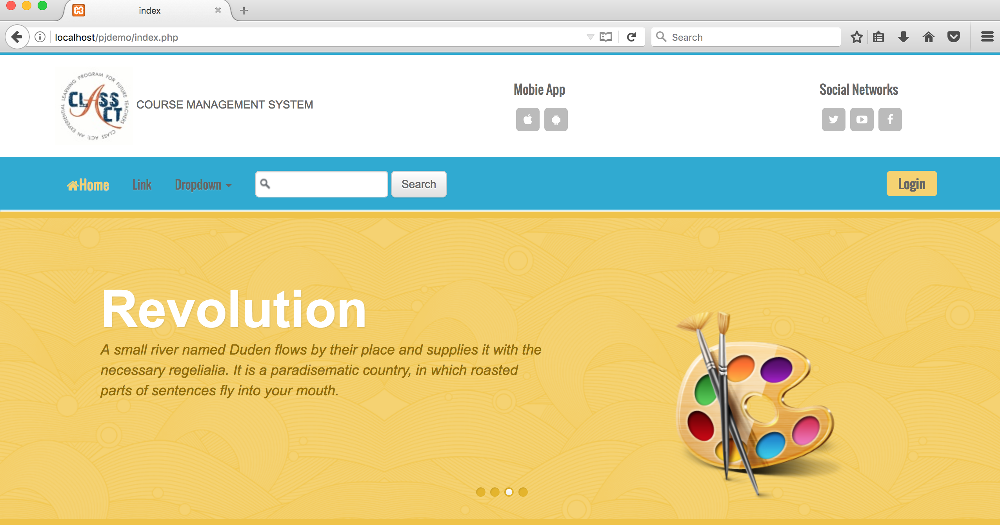 index
localhost/pjdemo/index.php
Search
CLASS ACT: AN EXPERIENTIAL LEARNING PROGRAM FOR FUTURE TEACHERS
CLASS
ACT
COURSE MANAGEMENT SYSTEM
Mobie App
Social Networks
Home
Link
Dropdown
Search
Login
Revolution
A small river named Duden flows by their place and supplies it with the
necessary regelialia. It is a paradisematic country, in which roasted
parts of sentences fly into your mouth.